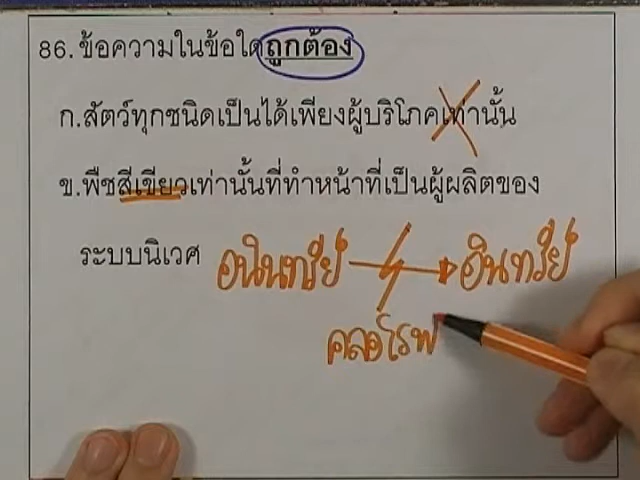 86. ข้อความในข้อใดถูกต้อง
ก.สัตว์ทุกชนิดเป็นได้เพียงผู้บริโภคเท่านั้น
ข.พืชสีเขียวเท่านั้นที่ทำหน้าที่เป็นผู้ผลิตของ
ระบบนิเวศ อนินทรีย์ อินทรีย์
คลอโรฟ